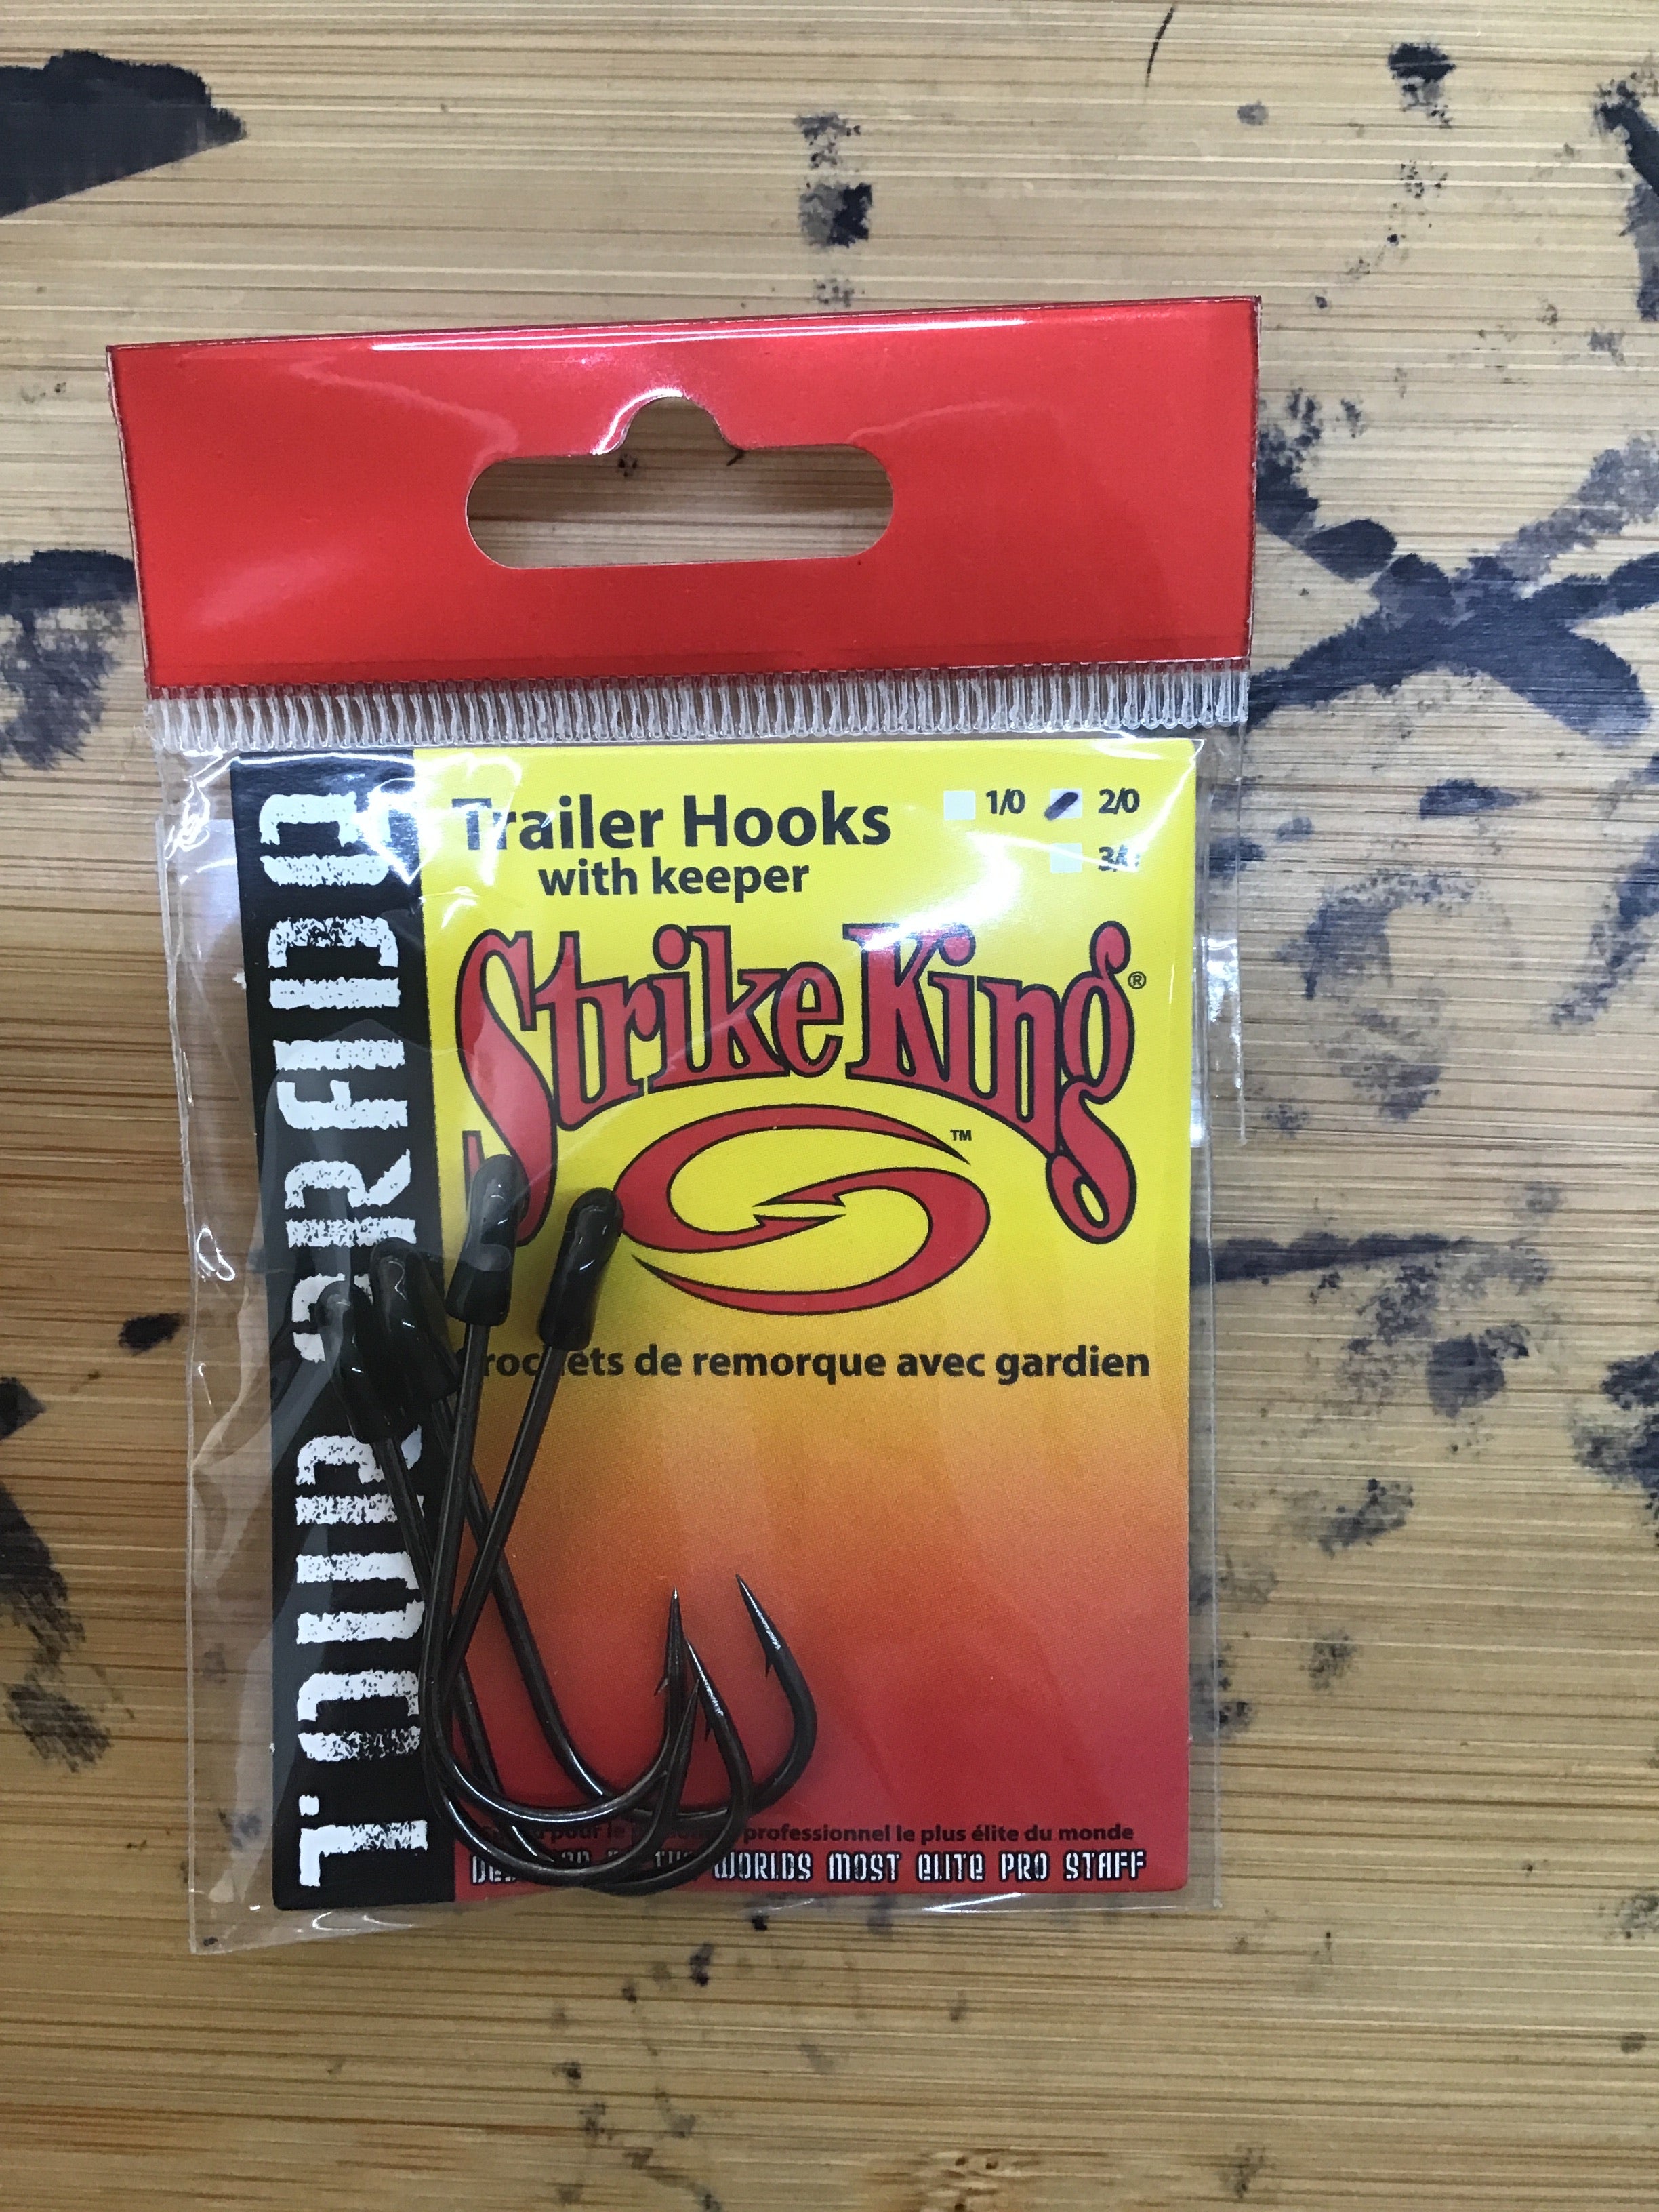 Trailer Hooks
with keeper
1/0
2/0
Strike King®
™
de remorque avec gardien
TOUR GRADE
professionnel le plus élite du monde
WORLDS MOST ELITE PRO STAFF